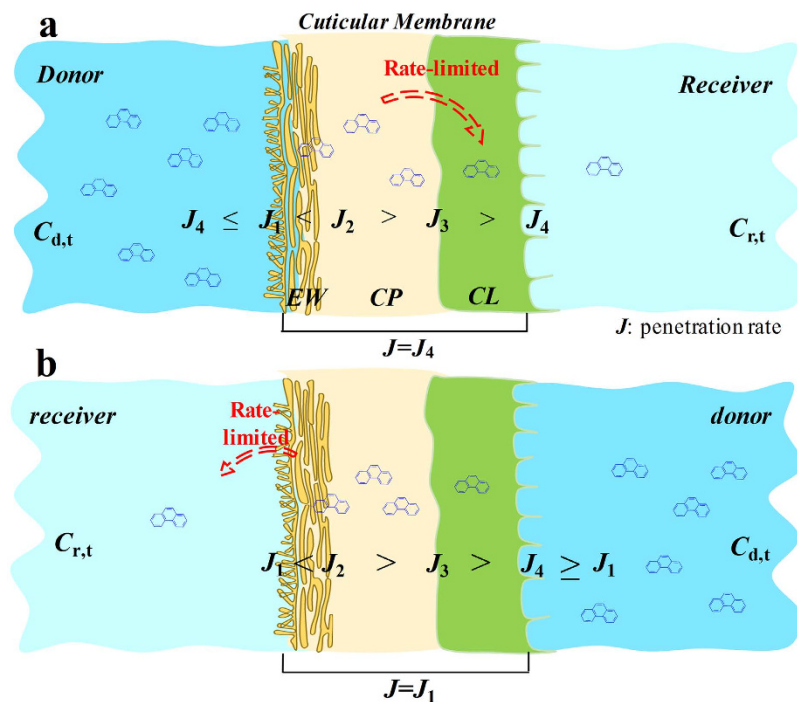 Cuticular Membrane
a
Donor
Rate-limited
Receiver
J4 ≤ J1 < J2 > J3 > J4
Cd,t
Cr,t
EW CP CL
J: penetration rate
J=J4
b
receiver
Rate-
limited
donor
Cr,t
J1 < J2 > J3 > J4 ≥ J1
Cd,t
J=J1